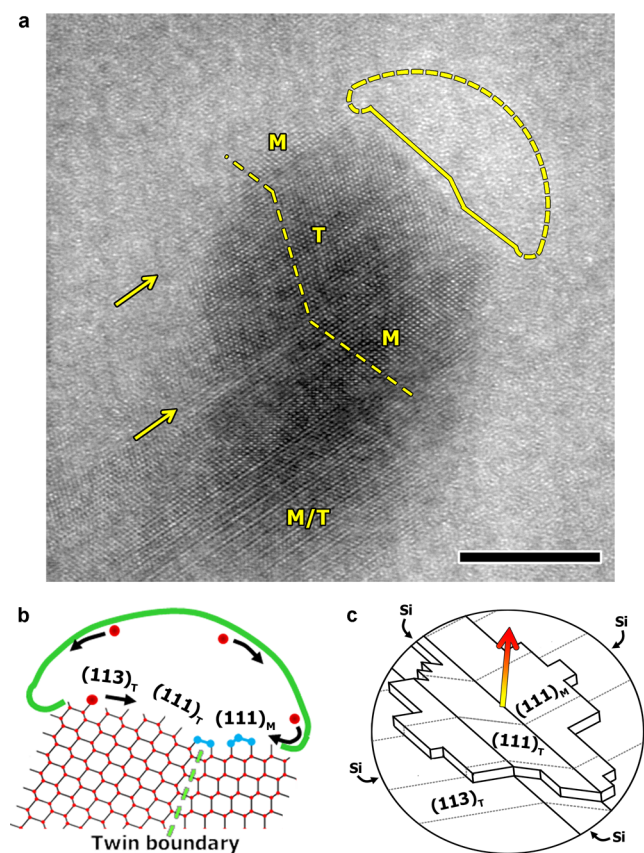 a
M
T
M
M/T
b
(113)T
(111)T
(111)M
Twin boundary
c
Si
Si
(111)M
(111)T
Si
(113)T
Si